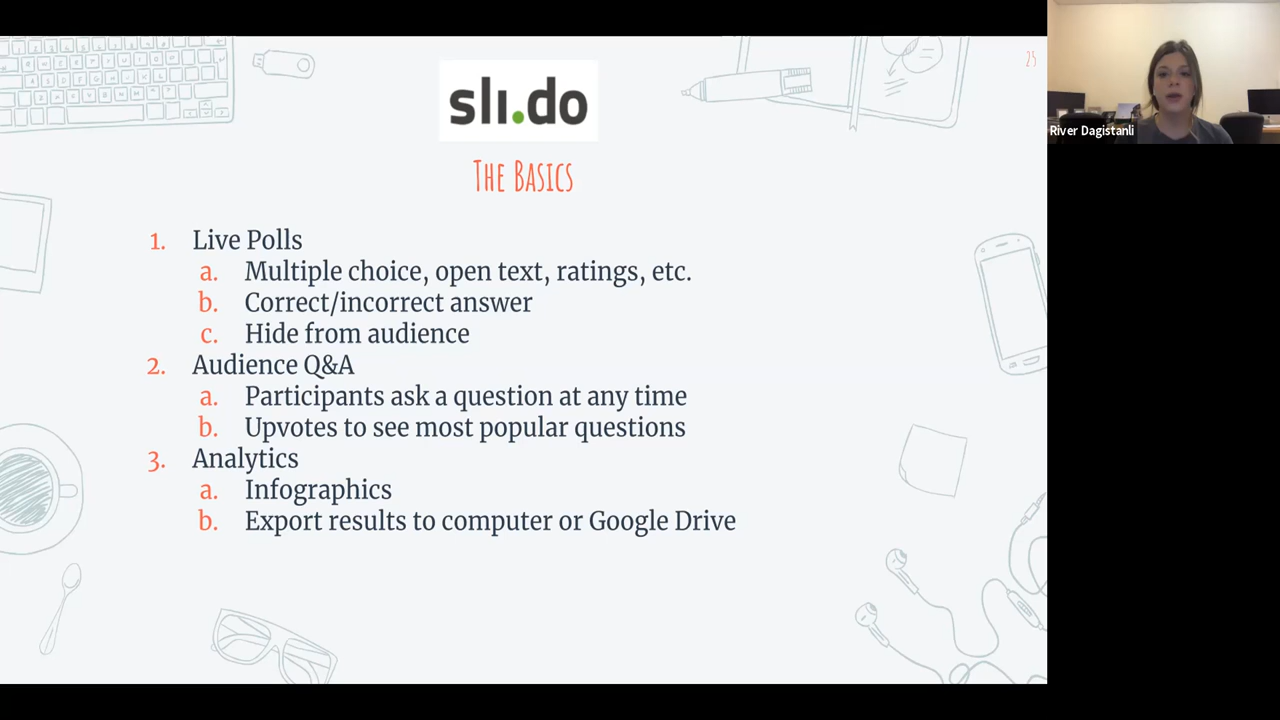 sli.do
25
The Basics
River Dagistanli
1. Live Polls
a. Multiple choice, open text, ratings, etc.
b. Correct/incorrect answer
c. Hide from audience
2. Audience Q&A
a. Participants ask a question at any time
b. Upvotes to see most popular questions
3. Analytics
a. Infographics
b. Export results to computer or Google Drive